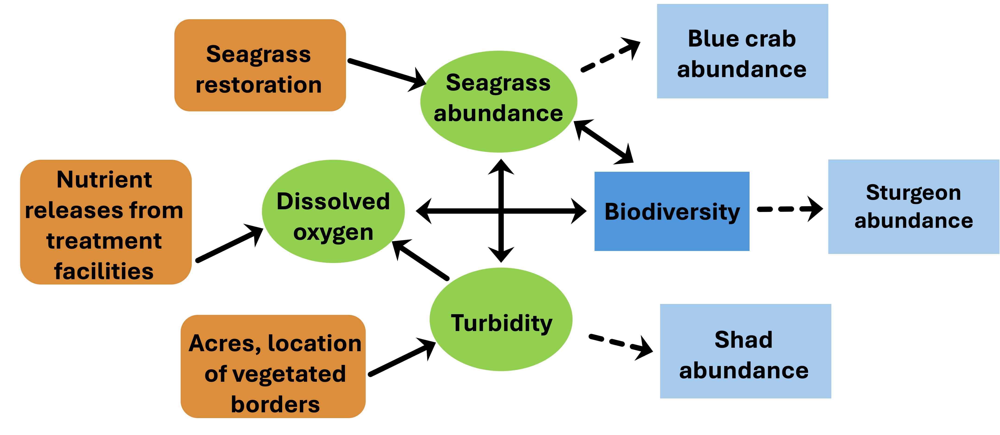 Seagrass
restoration
Seagrass
abundance
Blue crab
abundance
Nutrient
releases from
treatment
facilities
Dissolved
oxygen
Biodiversity
Sturgeon
abundance
Acres, location
of vegetated
borders
Turbidity
Shad
abundance